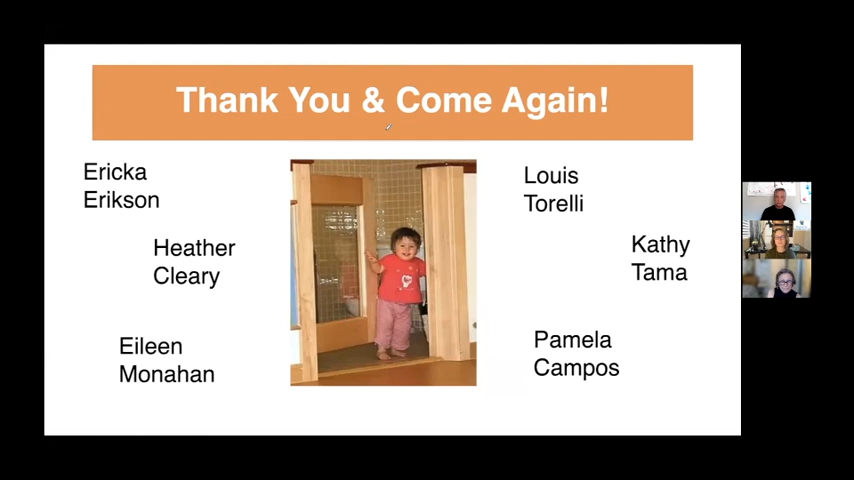 Thank You & Come Again!
Ericka
Erikson
Heather
Cleary
Eileen
Monahan
Louis
Torelli
Kathy
Tama
Pamela
Campos